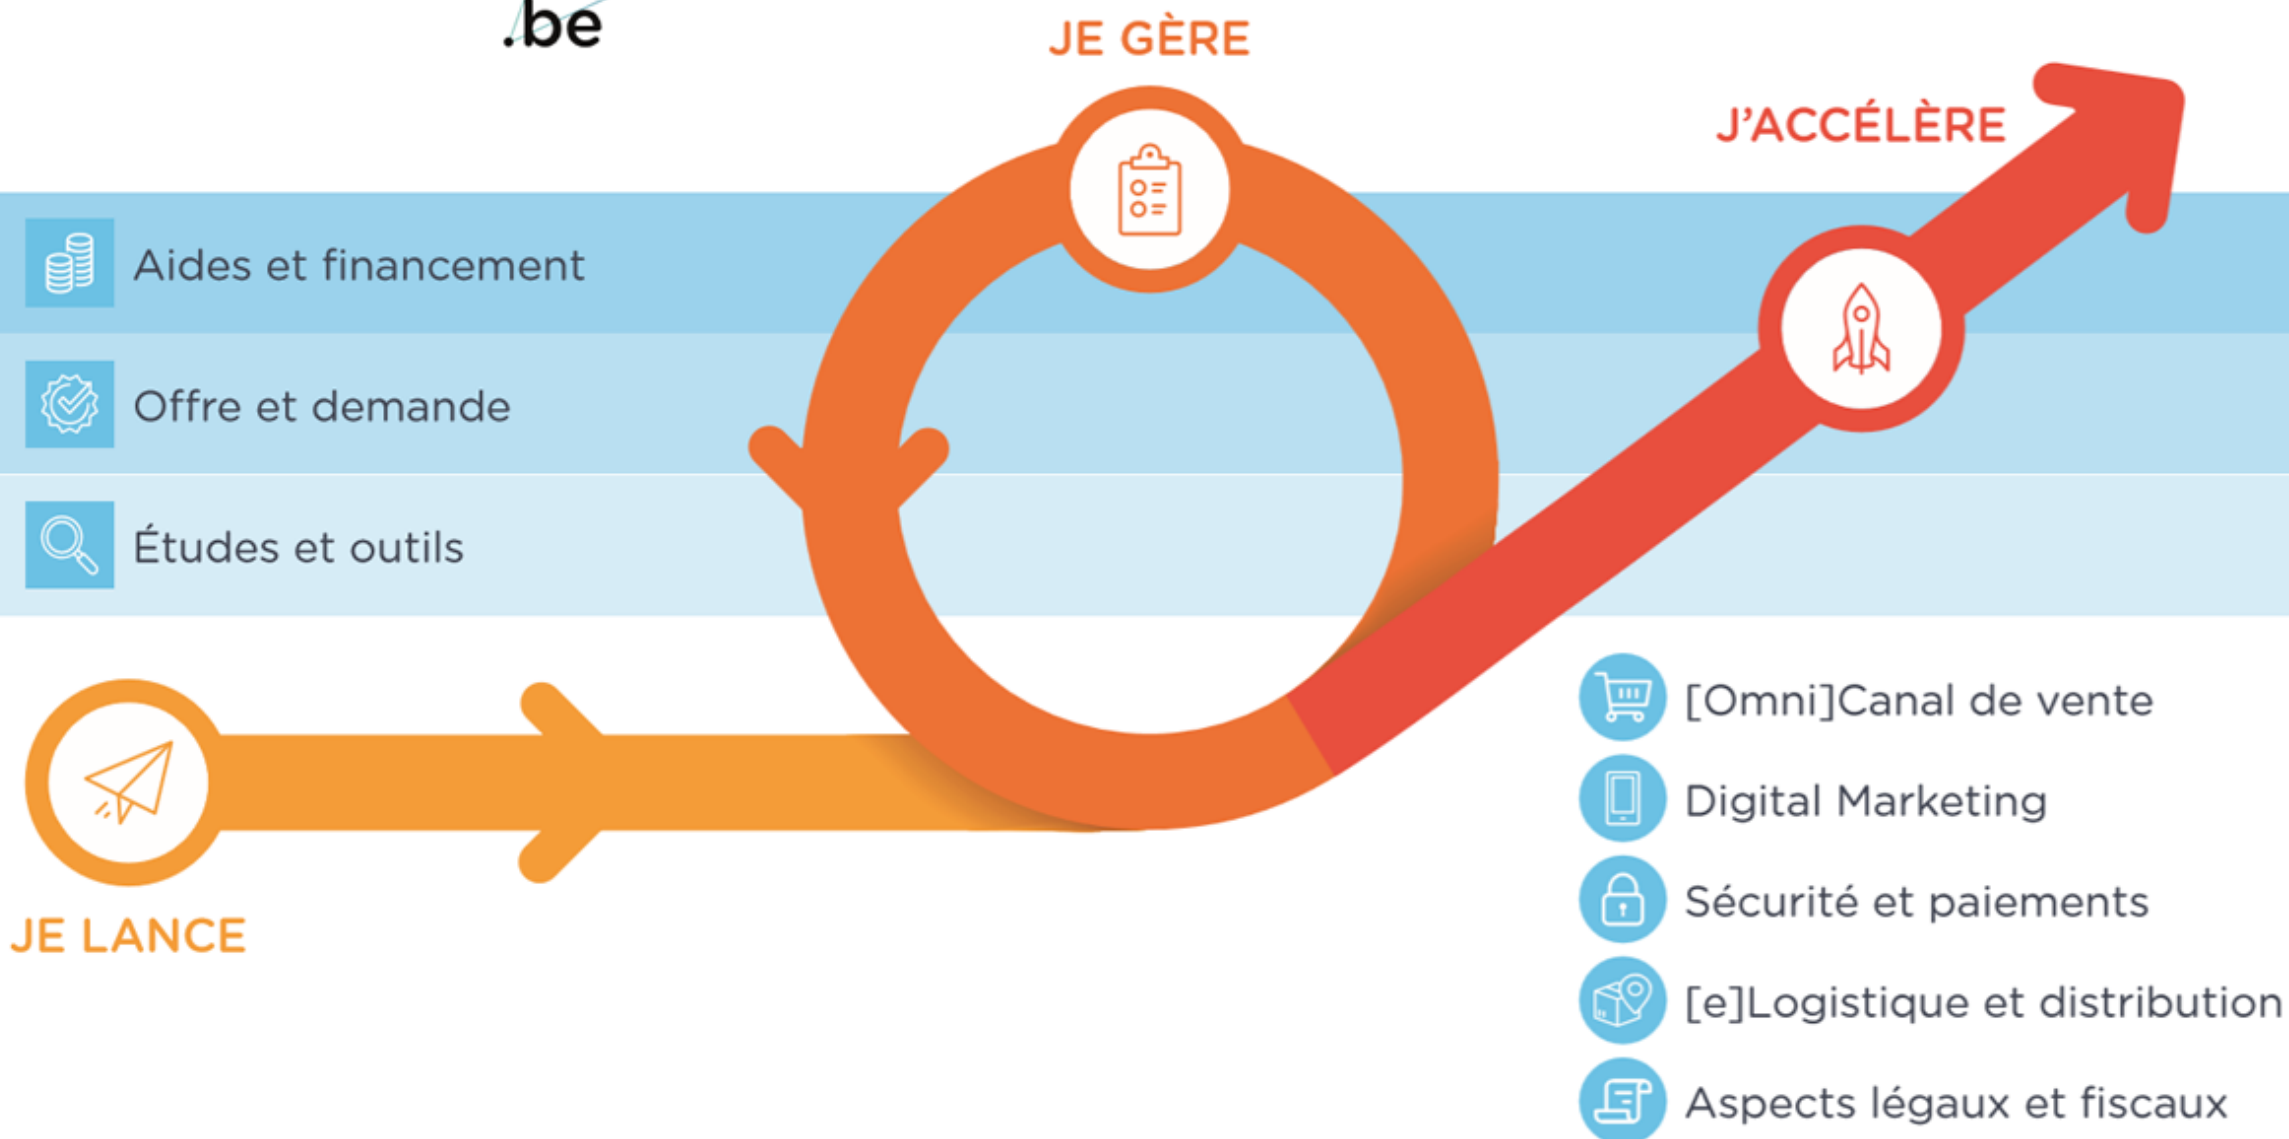 .be
JE GÈRE
J'ACCÉLÈRE
Aides et financement
Offre et demande
Études et outils
JE LANCE
[Omni]Canal de vente
Digital Marketing
Sécurité et paiements
[e]Logistique et distribution
Aspects légaux et fiscaux